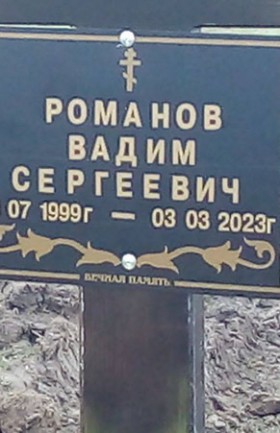 РОМАНОВ
ВАДИМ
СЕРГЕЕВИЧ
07 1999г — 03 03 2023г
ВЕЧНАЯ ПАМЯТЬ